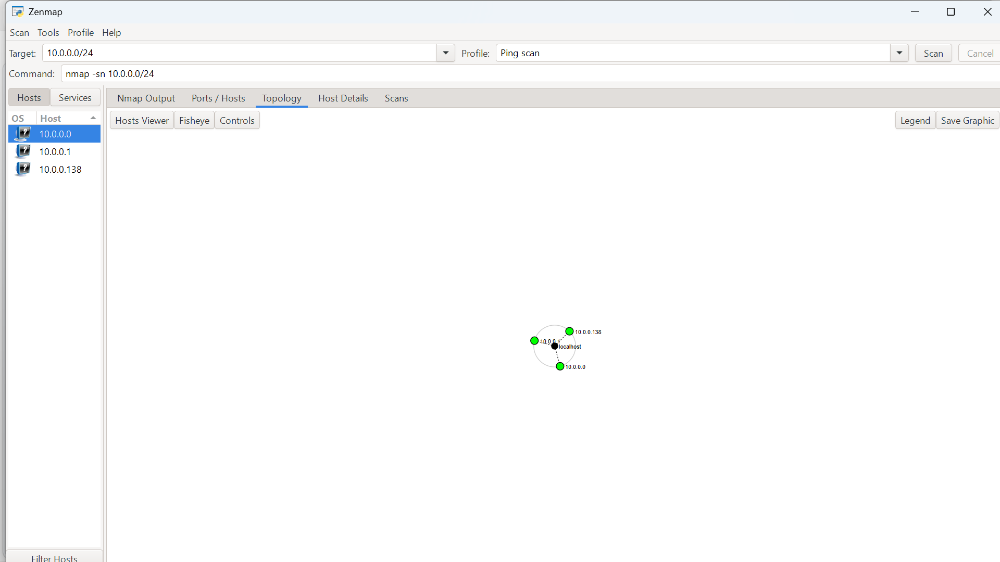 Zenmap
Scan Tools Profile Help
Target: 10.0.0.0/24 Profile: Ping scan Scan Cancel
Command: nmap -sn 10.0.0.0/24
Hosts Services Nmap Output Ports / Hosts Topology Host Details Scans
OS Host Hosts Viewer Fisheye Controls Legend Save Graphic
10.0.0.0
10.0.0.1
10.0.0.138
10.0.0.138
10.0.0.1
localhost
10.0.0.0
Filter Hosts